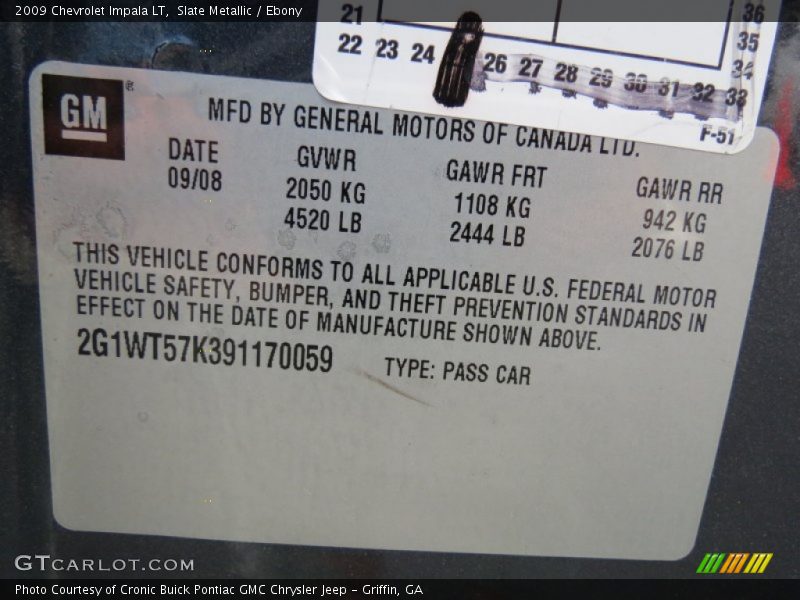 2009 Chevrolet Impala LT, Slate Metallic / Ebony
21 36
22 23 24 26 27 28 29 30 31 32 33
35
34
F-51
GM ®
MFD BY GENERAL MOTORS OF CANADA LTD.
DATE GVWR GAWR FRT GAWR RR
09/08 2050 KG 1108 KG 942 KG
4520 LB 2444 LB 2076 LB
THIS VEHICLE CONFORMS TO ALL APPLICABLE U.S. FEDERAL MOTOR
VEHICLE SAFETY, BUMPER, AND THEFT PREVENTION STANDARDS IN
EFFECT ON THE DATE OF MANUFACTURE SHOWN ABOVE.
2G1WT57K391170059 TYPE: PASS CAR
GTCARLOT.COM
Photo Courtesy of Cronic Buick Pontiac GMC Chrysler Jeep - Griffin, GA